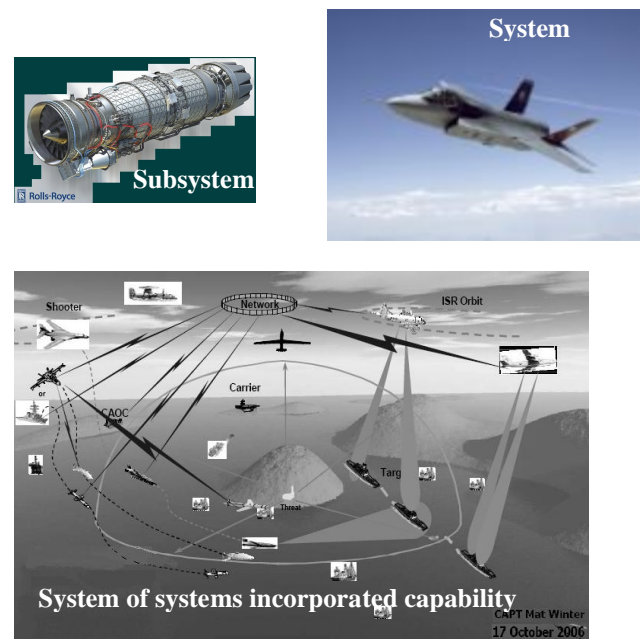 System
Subsystem
Rolls-Royce
Shooter
Network
ISR Orbit
or
CAOC
Carrier
Targ
Threat
System of systems incorporated capability
CAPT Mat Winter
17 October 2006